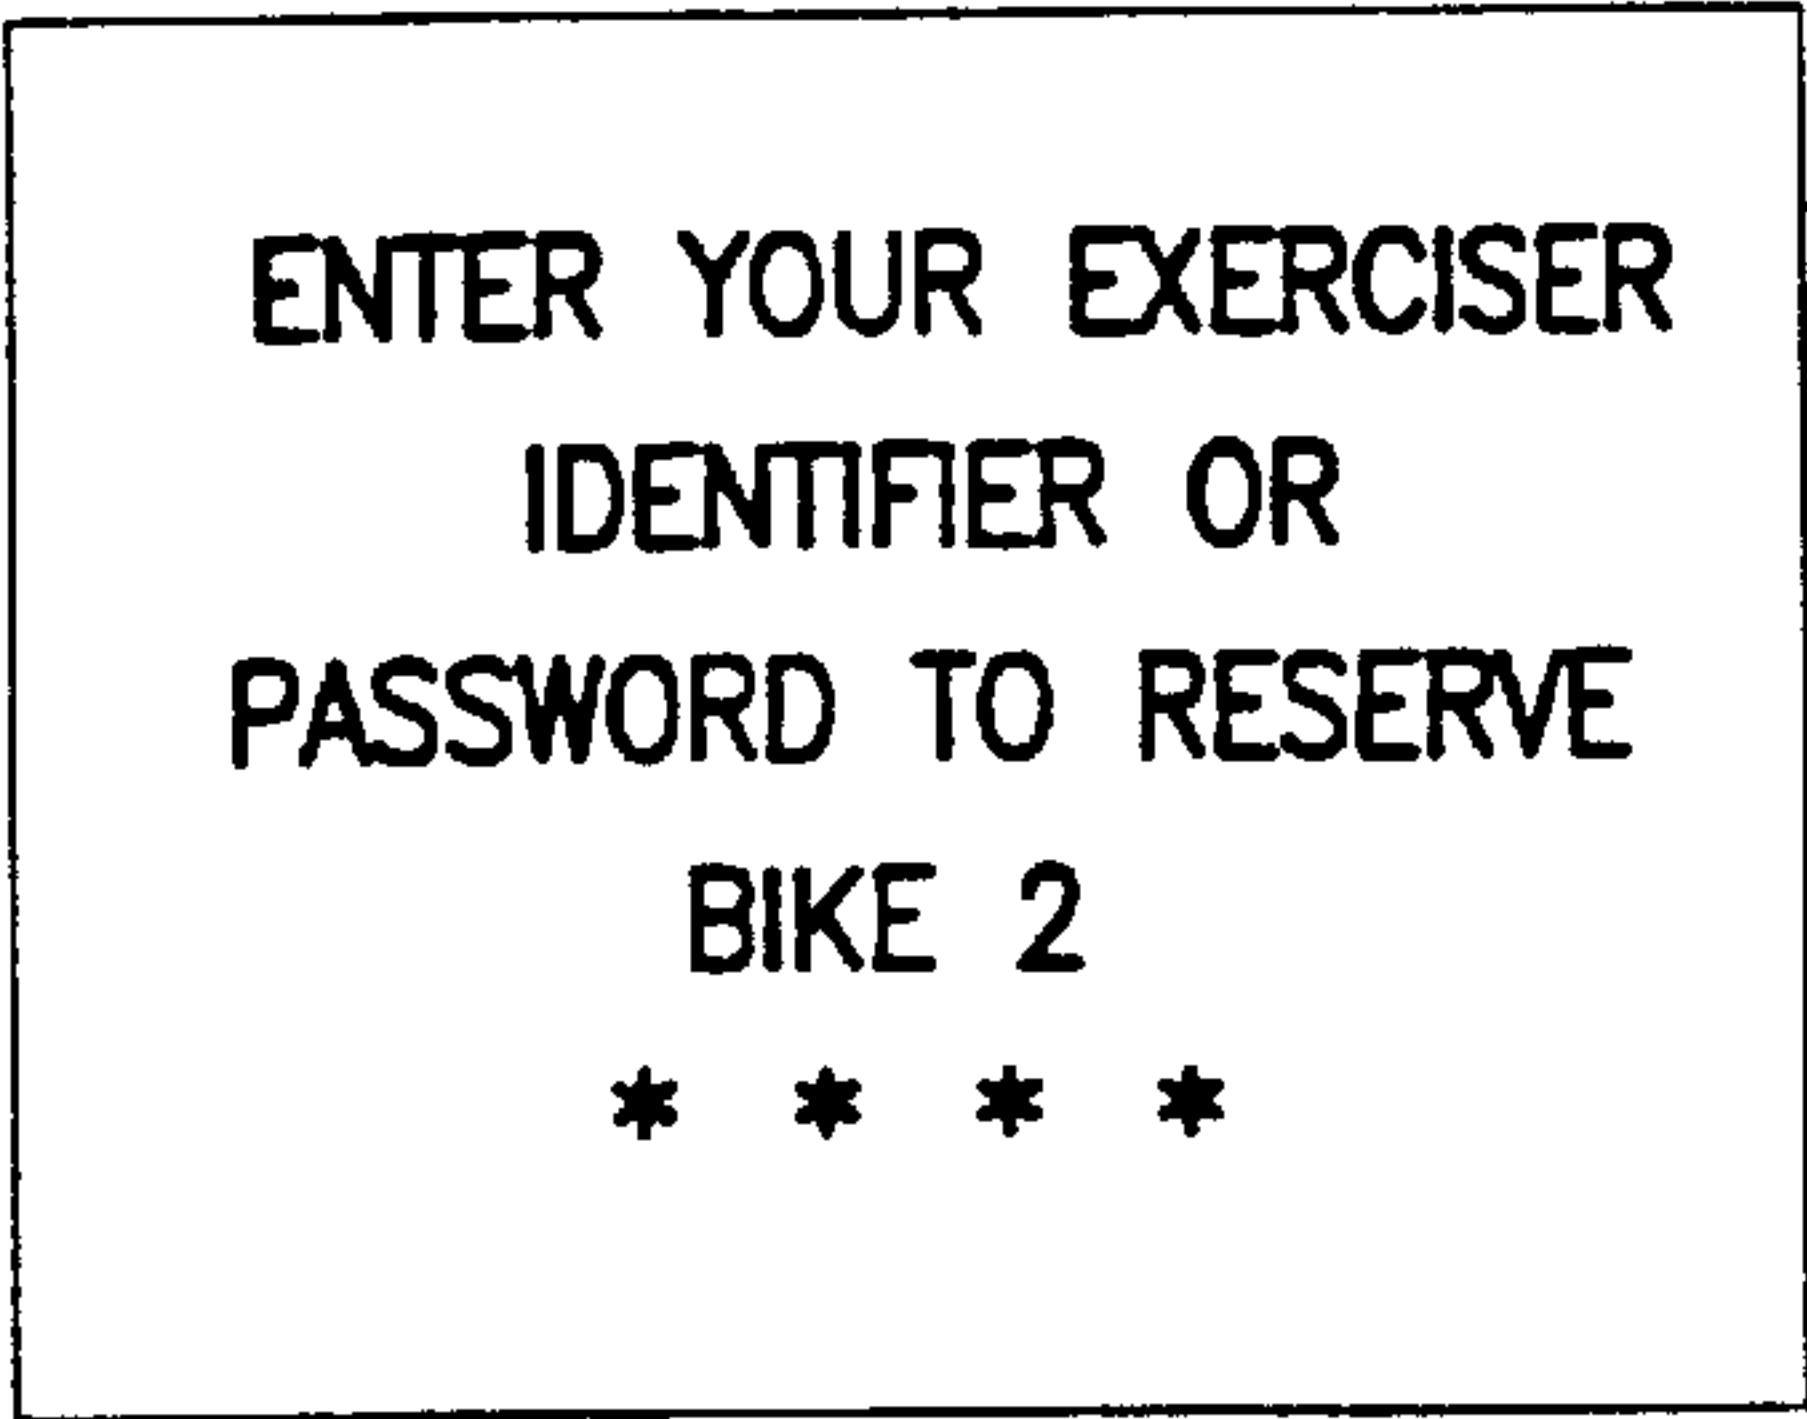 ENTER YOUR EXERCISER
IDENTIFIER OR
PASSWORD TO RESERVE
BIKE 2
* * * *